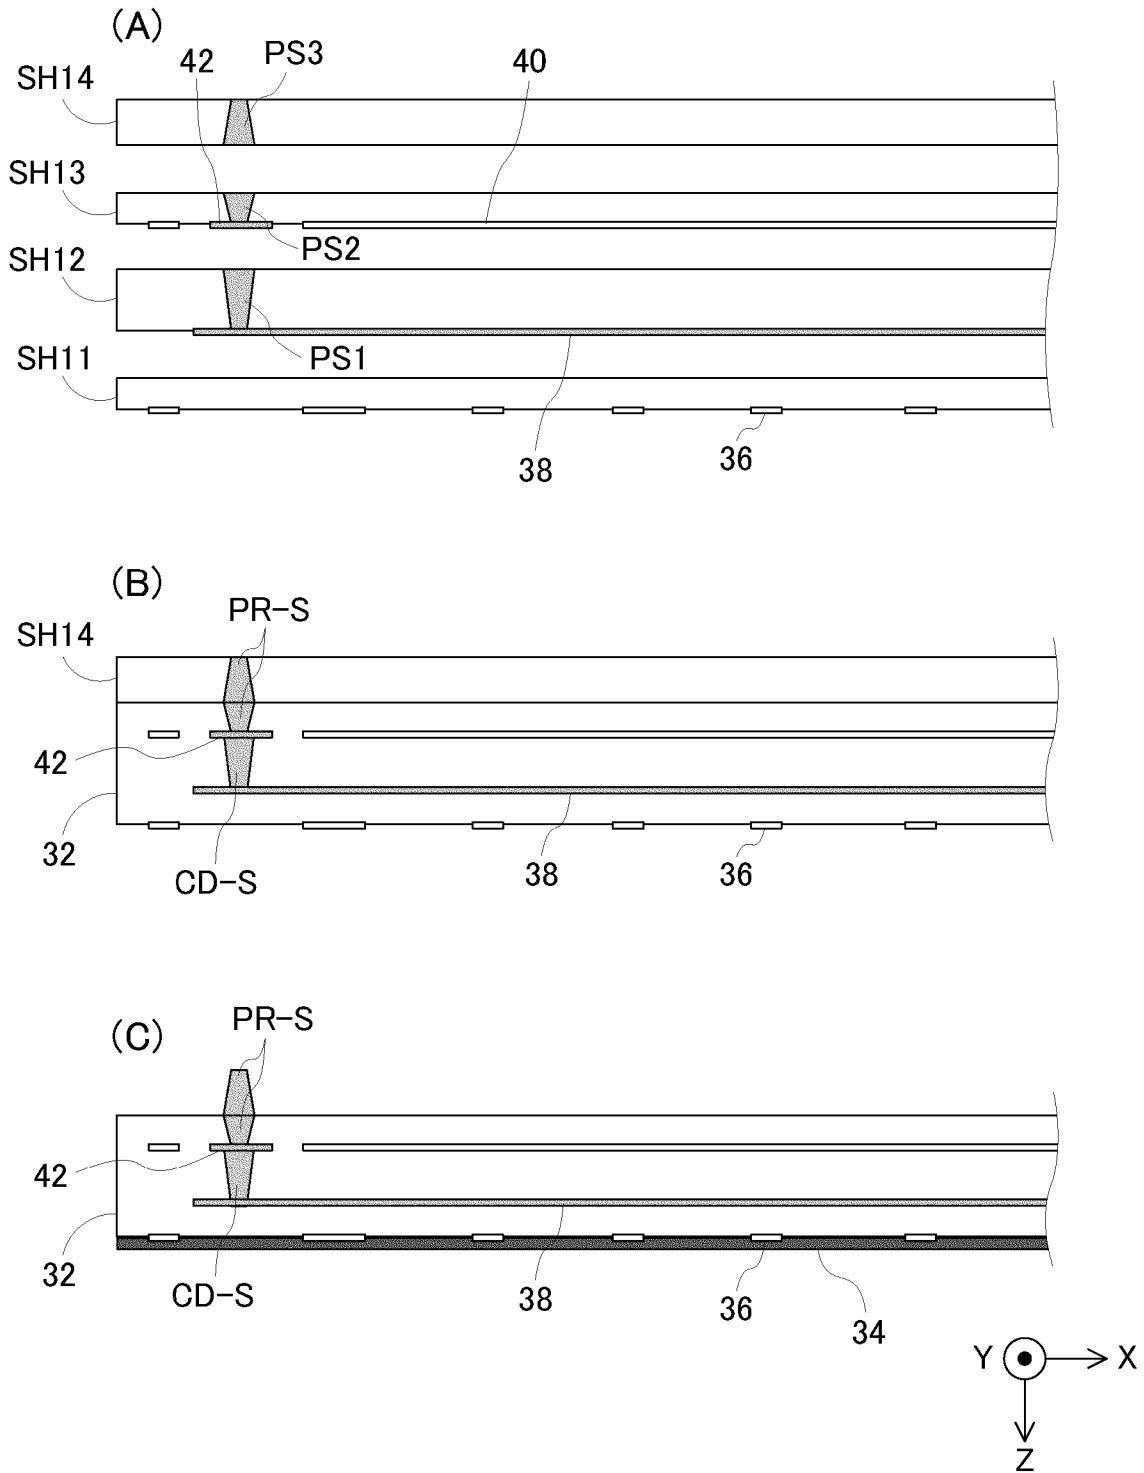 (A)
42 PS3 40
SH14
SH13
PS2
SH12
PS1
SH11
38 36
(B)
PR-S
SH14
42
32 CD-S 38 36
(C)
PR-S
42
32 CD-S 38 36 34
Y X
Z